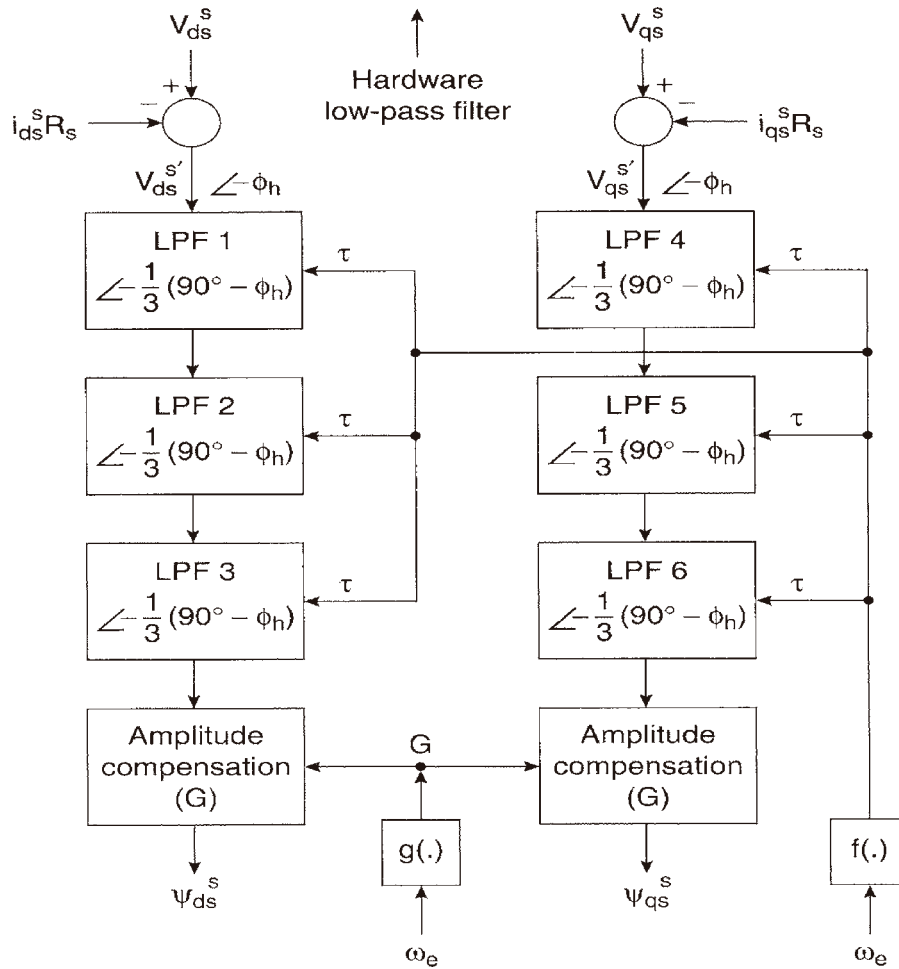 V_ds^s
V_qs^s
Hardware
low-pass filter
+
−
i_ds^s R_s
+
−
i_qs^s R_s
V_ds^s′ ∠−ϕ_h
V_qs^s′ ∠−ϕ_h
LPF 1
∠−1/3 (90° − ϕ_h)
τ
LPF 4
∠−1/3 (90° − ϕ_h)
τ
LPF 2
∠−1/3 (90° − ϕ_h)
τ
LPF 5
∠−1/3 (90° − ϕ_h)
τ
LPF 3
∠−1/3 (90° − ϕ_h)
τ
LPF 6
∠−1/3 (90° − ϕ_h)
τ
Amplitude
compensation
(G)
G
Amplitude
compensation
(G)
g(.)
f(.)
ψ_ds^s
ψ_qs^s
ω_e
ω_e